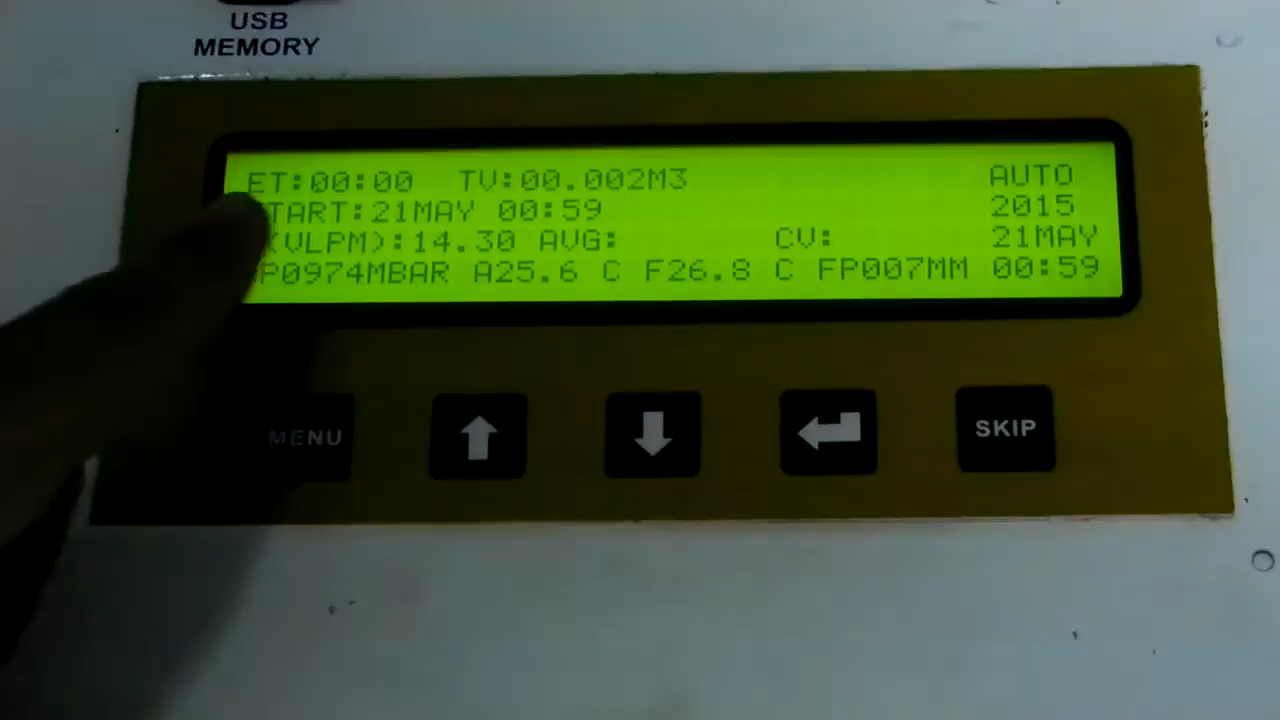 USB
MEMORY
ET:00:00 TV:00.002M3 AUTO
TART:21MAY 00:59 2015
(VLPM):14.30 AVG: CV: 21MAY
P0974MBAR A25.6 C F26.8 C FP007MM 00:59
MENU
SKIP